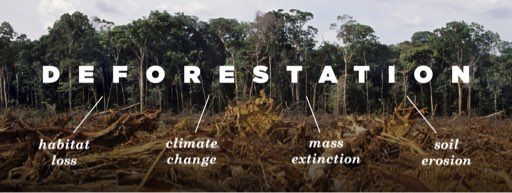 DEFORESTATION
habitat
loss
climate
change
mass
extinction
soil
erosion